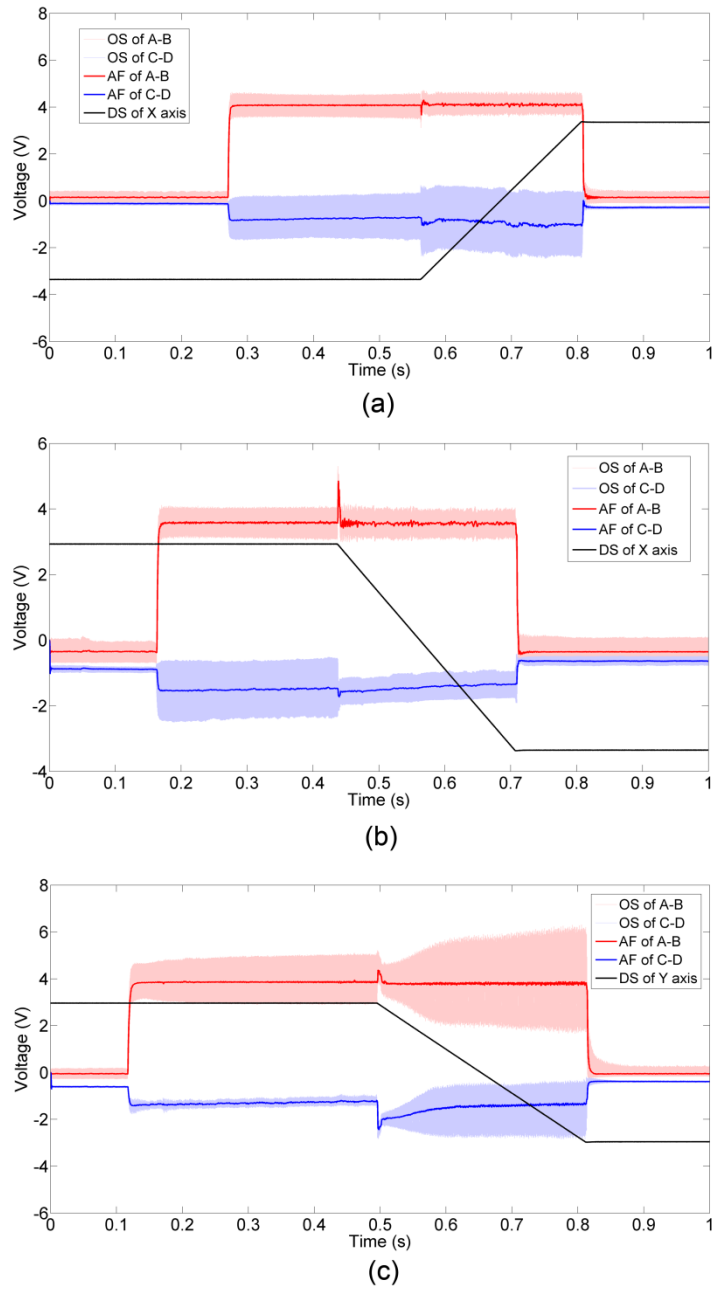 8
6
4
2
0
-2
-4
-6
Voltage (V)
OS of A-B
OS of C-D
AF of A-B
AF of C-D
DS of X axis
0 0.1 0.2 0.3 0.4 0.5 0.6 0.7 0.8 0.9 1
Time (s)
(a)
6
4
2
0
-2
-4
Voltage (V)
OS of A-B
OS of C-D
AF of A-B
AF of C-D
DS of X axis
0 0.1 0.2 0.3 0.4 0.5 0.6 0.7 0.8 0.9 1
Time (s)
(b)
8
6
4
2
0
-2
-4
-6
Voltage (V)
OS of A-B
OS of C-D
AF of A-B
AF of C-D
DS of Y axis
0 0.1 0.2 0.3 0.4 0.5 0.6 0.7 0.8 0.9 1
Time (s)
(c)